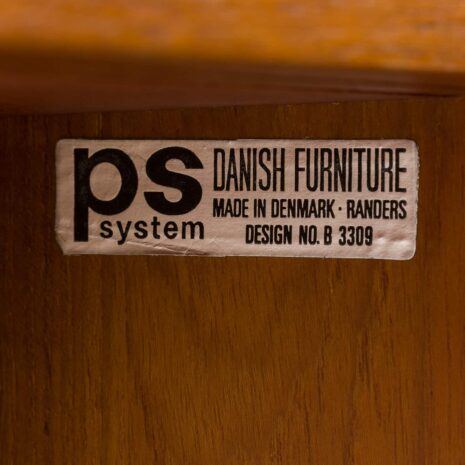 ps
system
DANISH FURNITURE
MADE IN DENMARK · RANDERS
DESIGN NO. B 3309